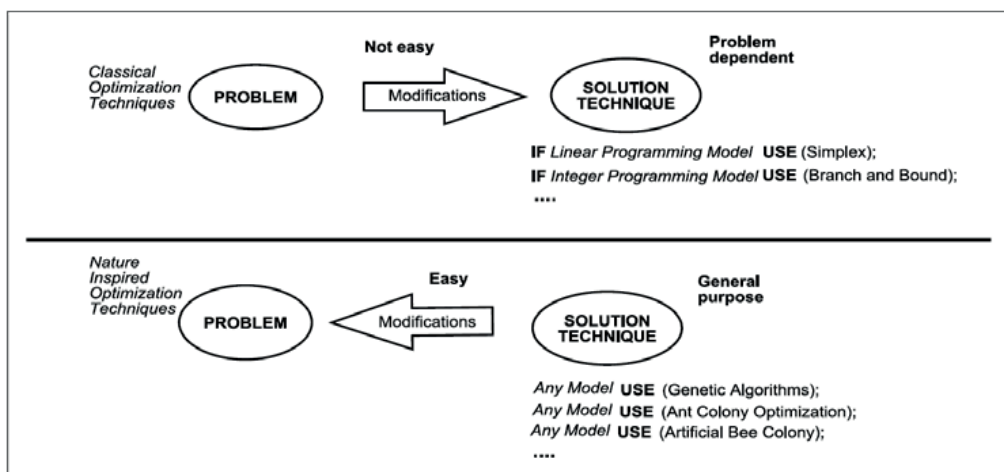 Classical
Optimization
Techniques
PROBLEM
Not easy
Modifications
Problem
dependent
SOLUTION
TECHNIQUE
IF Linear Programming Model USE (Simplex);
IF Integer Programming Model USE (Branch and Bound);
....
Nature
Inspired
Optimization
Techniques
PROBLEM
Easy
Modifications
General
purpose
SOLUTION
TECHNIQUE
Any Model USE (Genetic Algorithms);
Any Model USE (Ant Colony Optimization);
Any Model USE (Artificial Bee Colony);
....